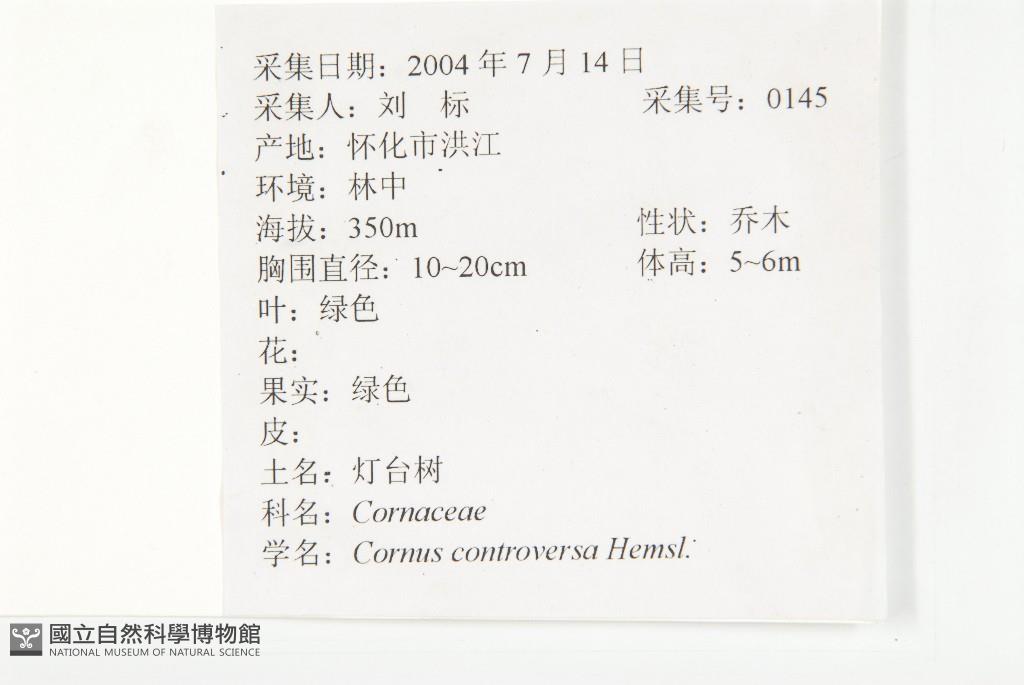 采集日期：2004 年 7 月 14 日
采集人：刘　标　　　　　采集号：0145
产地：怀化市洪江
环境：林中
海拔：350m　　　　　性状：乔木
胸围直径：10~20cm　　　　　体高：5~6m
叶：绿色
花：
果实：绿色
皮：
土名：灯台树
科名：Cornaceae
学名：Cornus controversa Hemsl.
國立自然科學博物館
NATIONAL MUSEUM OF NATURAL SCIENCE